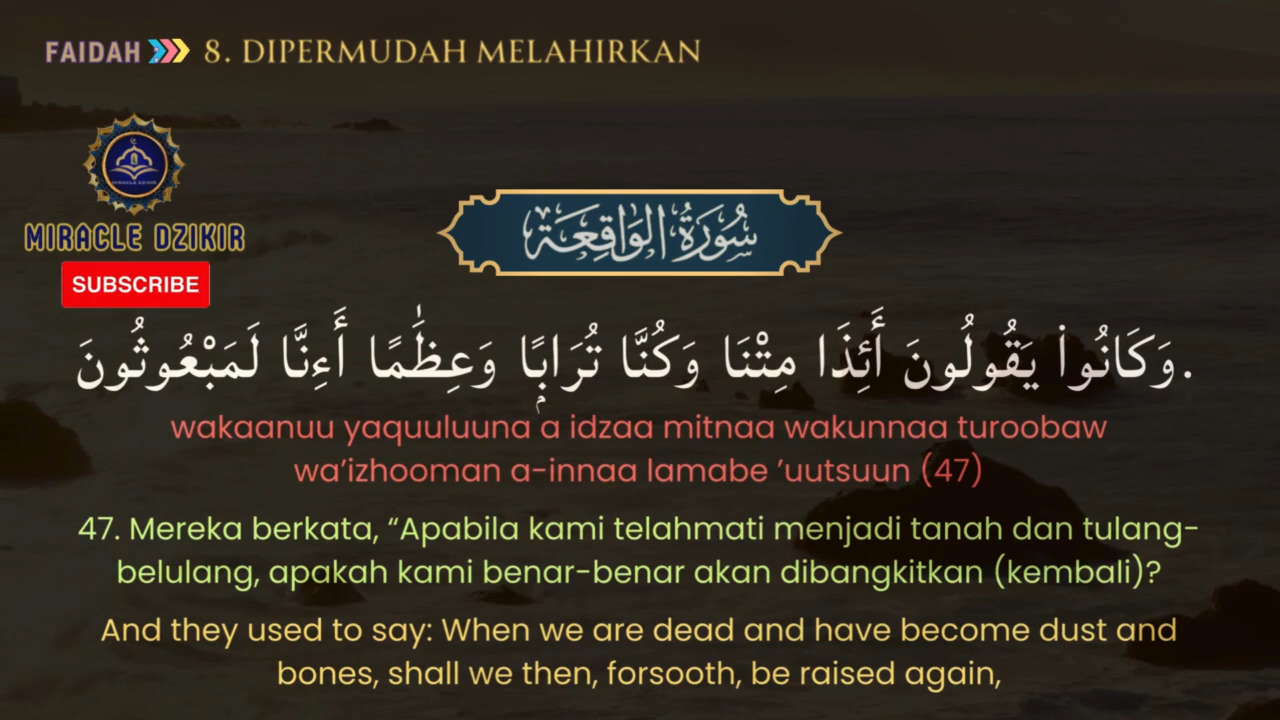 FAIDAH 8. DIPERMUDAH MELAHIRKAN
MIRACLE DZIKIR
MIRACLE DZIKIR
SUBSCRIBE
سُورَةُ الوَاقِعَة
وَكَانُوا۟ يَقُولُونَ أَئِذَا مِتْنَا وَكُنَّا تُرَابًۭا وَعِظَٰمًا أَءِنَّا لَمَبْعُوثُونَ.
wakaanuu yaquuluuna a idzaa mitnaa wakunnaa turoobaw
wa’izhooman a-innaa lamabe ’uutsuun (47)
47. Mereka berkata, “Apabila kami telahmati menjadi tanah dan tulang-
belulang, apakah kami benar-benar akan dibangkitkan (kembali)?
And they used to say: When we are dead and have become dust and
bones, shall we then, forsooth, be raised again,